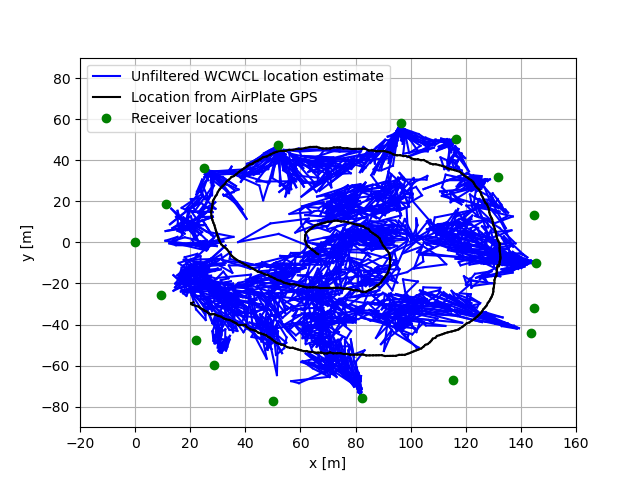 Unfiltered WCWCL location estimate
Location from AirPlate GPS
Receiver locations
80
60
40
20
0
−20
−40
−60
−80
y [m]
−20 0 20 40 60 80 100 120 140 160
x [m]